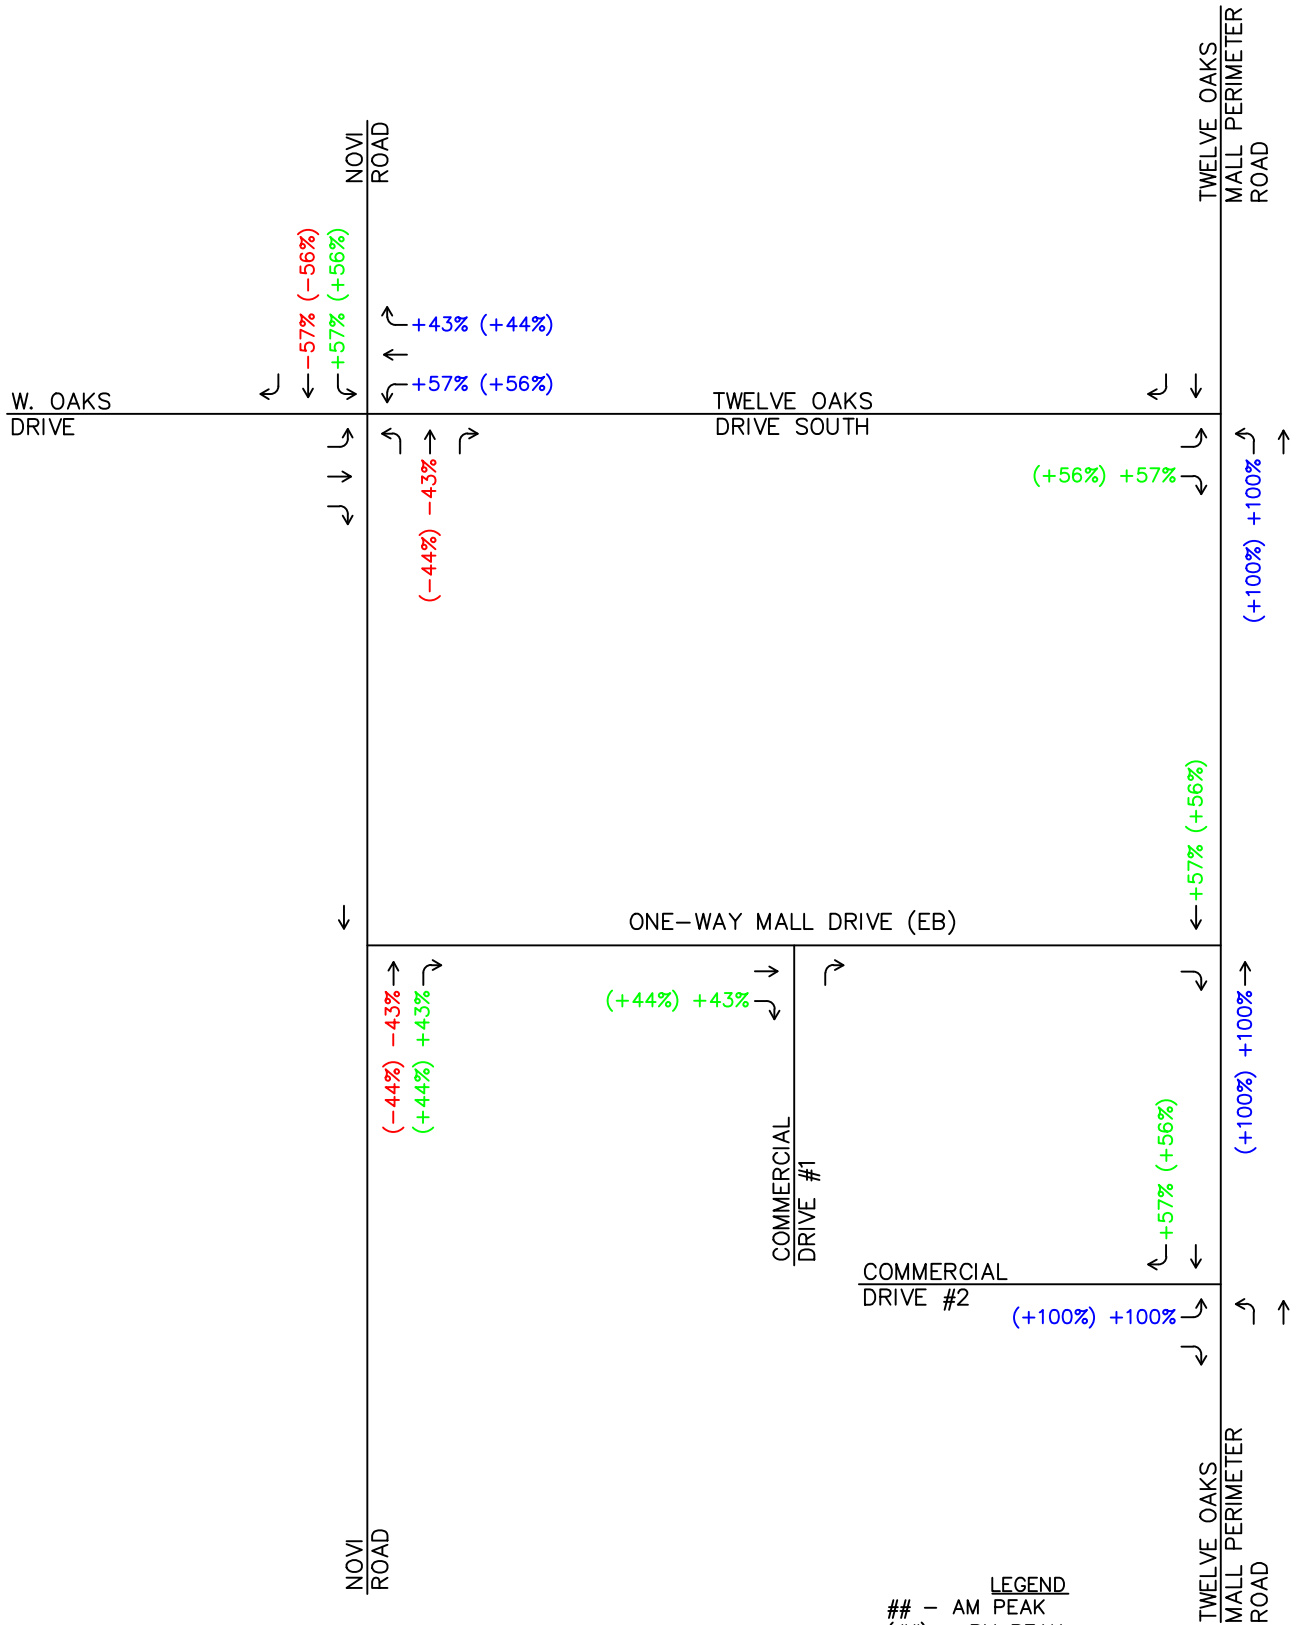 TWELVE OAKS
MALL PERIMETER
ROAD
NOVI
ROAD
-57% (-56%)
+57% (+56%)
+43% (+44%)
+57% (+56%)
W. OAKS
DRIVE
TWELVE OAKS
DRIVE SOUTH
(-44%) -43%
(+56%) +57%
(+100%) +100%
+57% (+56%)
ONE-WAY MALL DRIVE (EB)
(-44%) -43%
(+44%) +43%
(+44%) +43%
(+100%) +100%
COMMERCIAL
DRIVE #1
+57% (+56%)
COMMERCIAL
DRIVE #2
(+100%) +100%
NOVI
ROAD
TWELVE OAKS
MALL PERIMETER
ROAD
LEGEND
## - AM PEAK